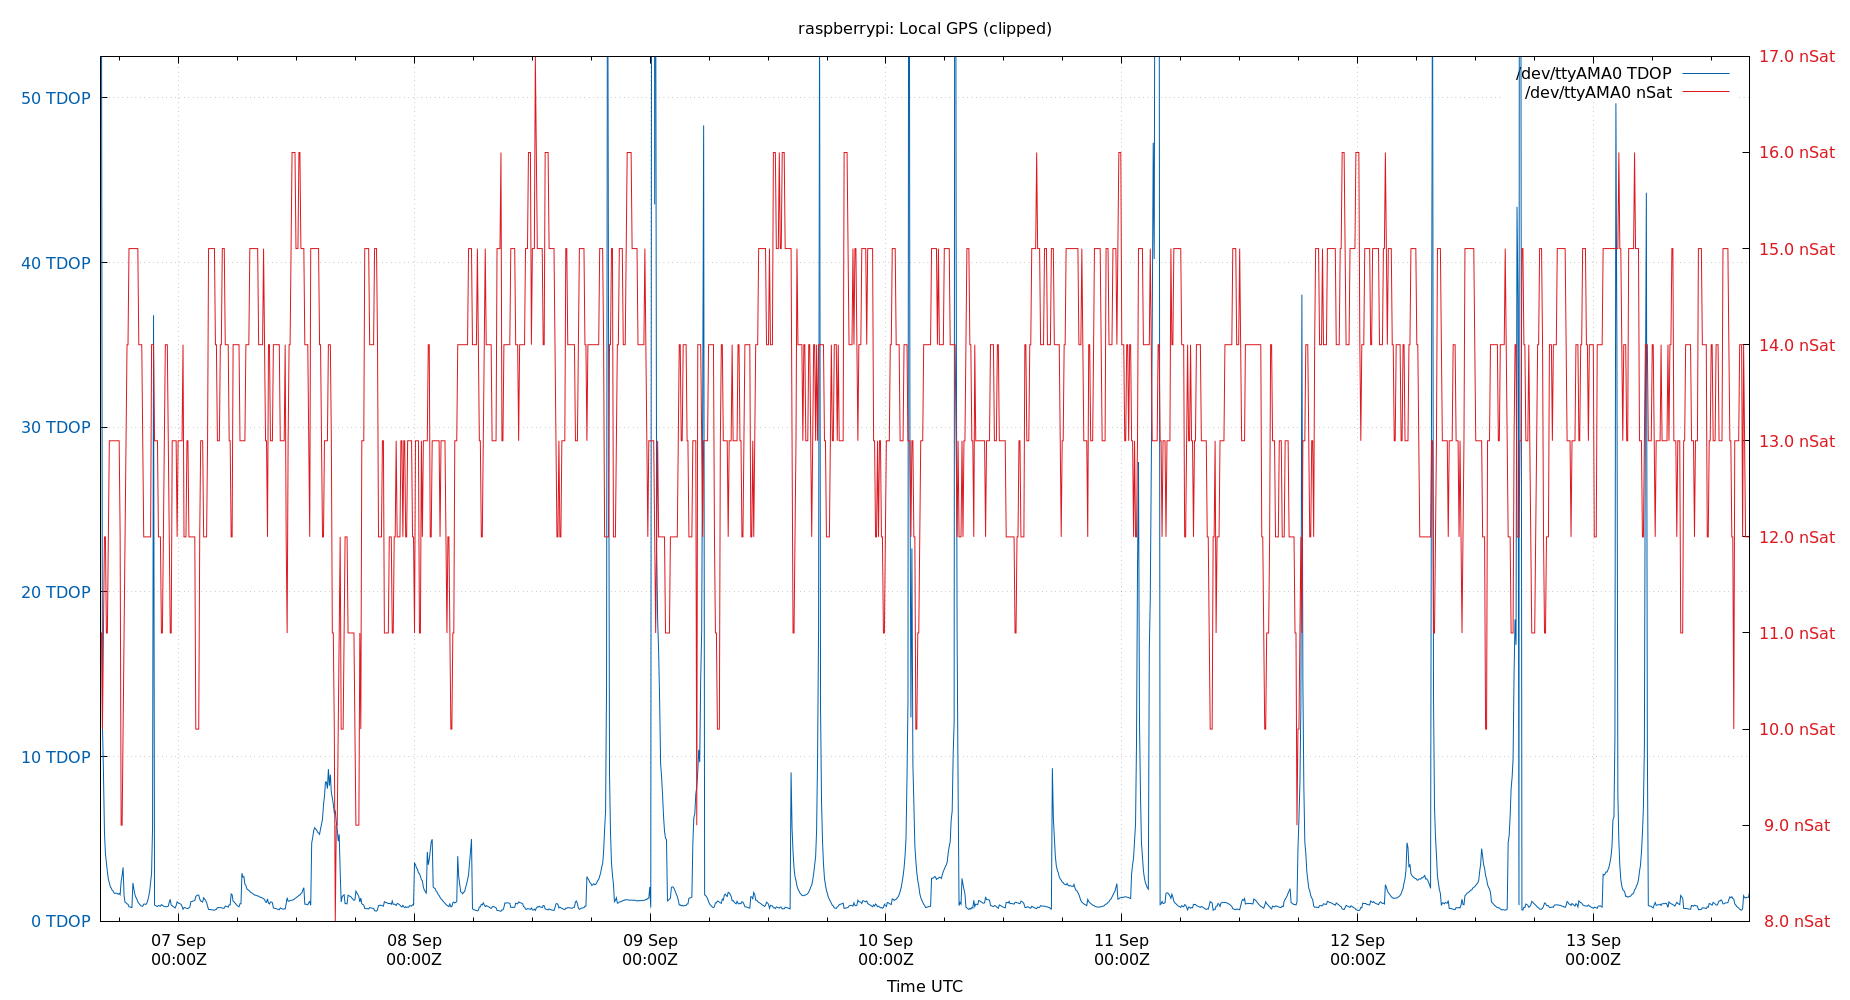 raspberrypi: Local GPS (clipped)
/dev/ttyAMA0 TDOP
/dev/ttyAMA0 nSat
50 TDOP
40 TDOP
30 TDOP
20 TDOP
10 TDOP
0 TDOP
17.0 nSat
16.0 nSat
15.0 nSat
14.0 nSat
13.0 nSat
12.0 nSat
11.0 nSat
10.0 nSat
9.0 nSat
8.0 nSat
07 Sep
00:00Z
08 Sep
00:00Z
09 Sep
00:00Z
10 Sep
00:00Z
11 Sep
00:00Z
12 Sep
00:00Z
13 Sep
00:00Z
Time UTC